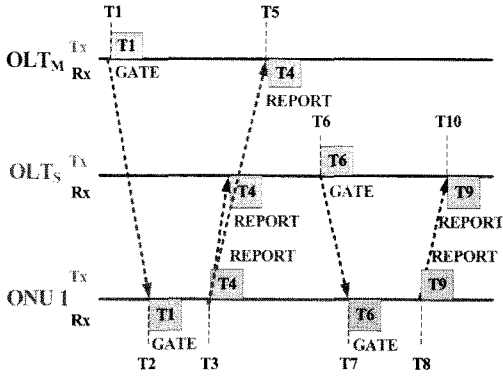 T1 T5
Tx T1
OLTM Rx GATE T4
REPORT
T6 T10
Tx T6
OLTS Rx T4 GATE T9
REPORT REPORT
REPORT REPORT
Tx T4 T9
ONU 1 Rx T1 T6
GATE GATE
T2 T3 T7 T8